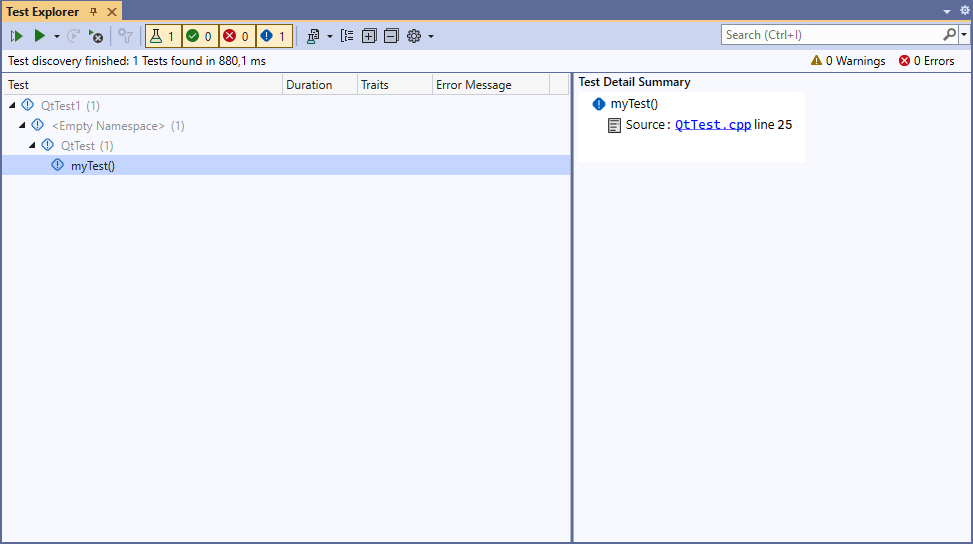 Test Explorer
1 0 0 1
Search (Ctrl+I)
Test discovery finished: 1 Tests found in 880,1 ms
0 Warnings 0 Errors
Test Duration Traits Error Message
QtTest1 (1)
<Empty Namespace> (1)
QtTest (1)
myTest()
Test Detail Summary
myTest()
Source: QtTest.cpp line 25